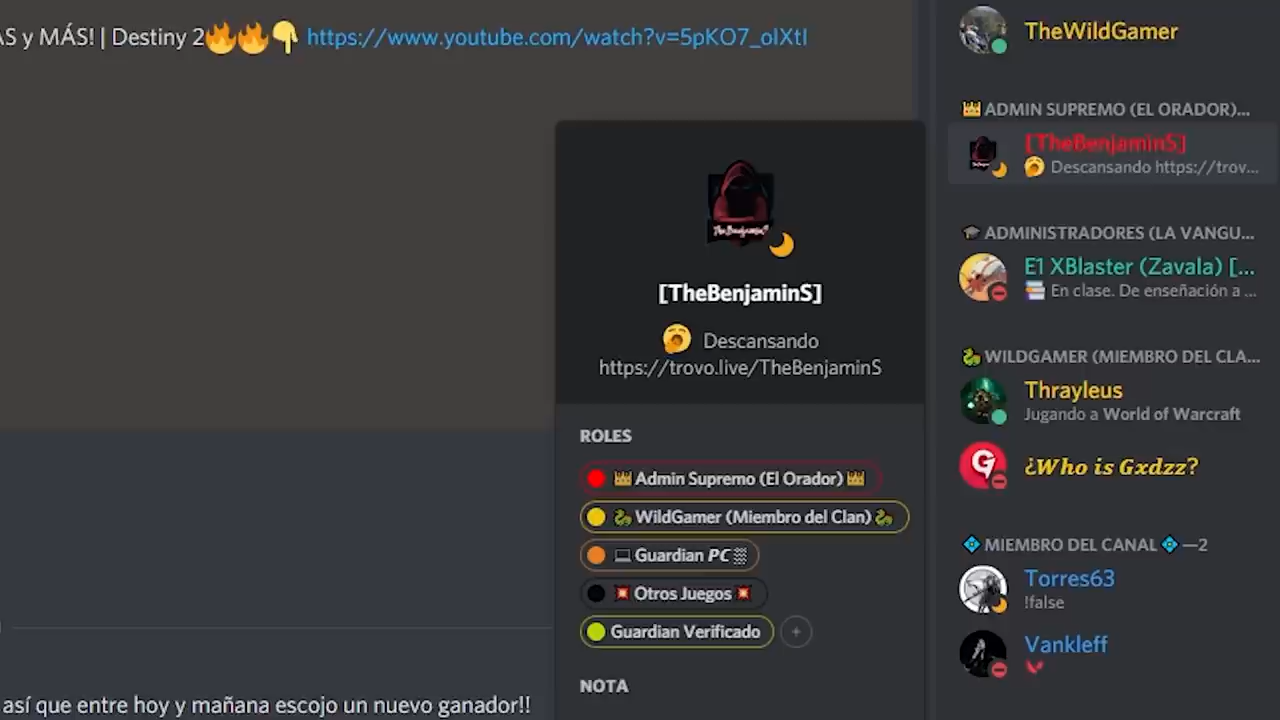 AS y MÁS! | Destiny 2🔥🔥👇 https://www.youtube.com/watch?v=5pKO7_olXtI
así que entre hoy y mañana escojo un nuevo ganador!!
TheBenjaminS
[TheBenjaminS]
🥱 Descansando
https://trovo.live/TheBenjaminS
ROLES
👑 Admin Supremo (El Orador) 👑
🐍 WildGamer (Miembro del Clan) 🐍
💻 Guardian PC
💥 Otros Juegos 💥
Guardian Verificado
+
NOTA
TheWildGamer
👑 ADMIN SUPREMO (EL ORADOR)...
[TheBenjaminS]
🥱 Descansando https://trov...
🎓 ADMINISTRADORES (LA VANGU...
E1 XBlaster (Zavala) [...
📚 En clase. De enseñación a ...
🐍 WILDGAMER (MIEMBRO DEL CLA...
Thrayleus
Jugando a World of Warcraft
¿Who is Gxdzz?
💠 MIEMBRO DEL CANAL 💠—2
Torres63
!false
Vankleff